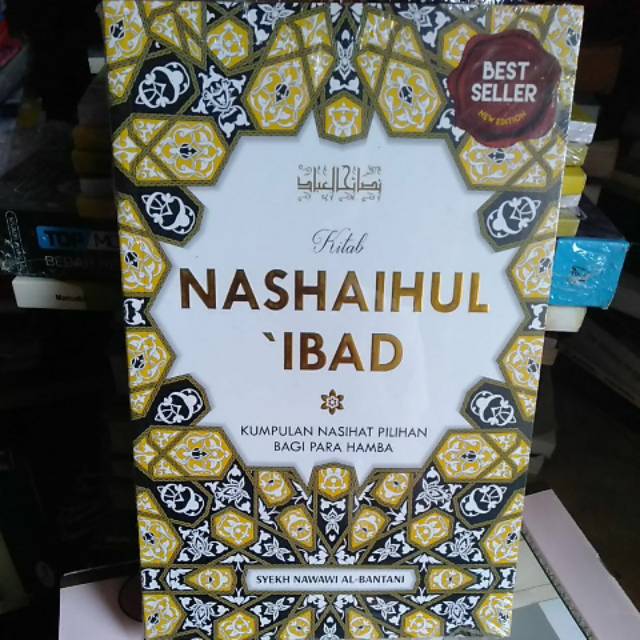 BEST
SELLER
NEW EDITION
نصائح العباد
Kitab
NASHAIHUL
`IBAD
KUMPULAN NASIHAT PILIHAN
BAGI PARA HAMBA
SYEKH NAWAWI AL-BANTANI
TOP